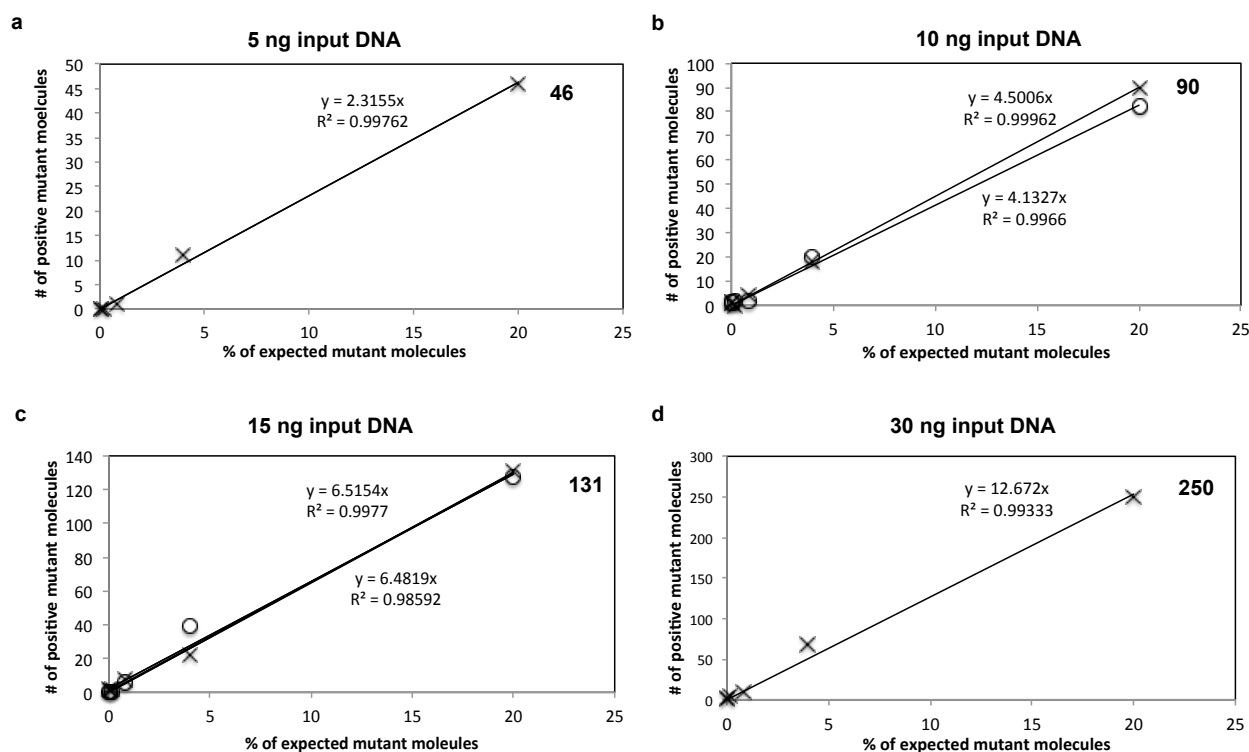 a
5 ng input DNA
# of positive mutant moelcules
50
45
40
35
30
25
20
15
10
5
0
y = 2.3155x
R² = 0.99762
46
0 5 10 15 20 25
% of expected mutant molecules
b
10 ng input DNA
# of positive mutant molecules
100
90
80
70
60
50
40
30
20
10
0
y = 4.5006x
R² = 0.99962
90
y = 4.1327x
R² = 0.9966
0 5 10 15 20 25
% of expected mutant molecules
c
15 ng input DNA
# of positive mutant molecules
140
120
100
80
60
40
20
0
y = 6.5154x
R² = 0.9977
131
y = 6.4819x
R² = 0.98592
0 5 10 15 20 25
% of expected mutant moleules
d
30 ng input DNA
# of positive mutant molecules
300
250
200
150
100
50
0
y = 12.672x
R² = 0.99333
250
0 5 10 15 20 25
% of expected mutant molecules